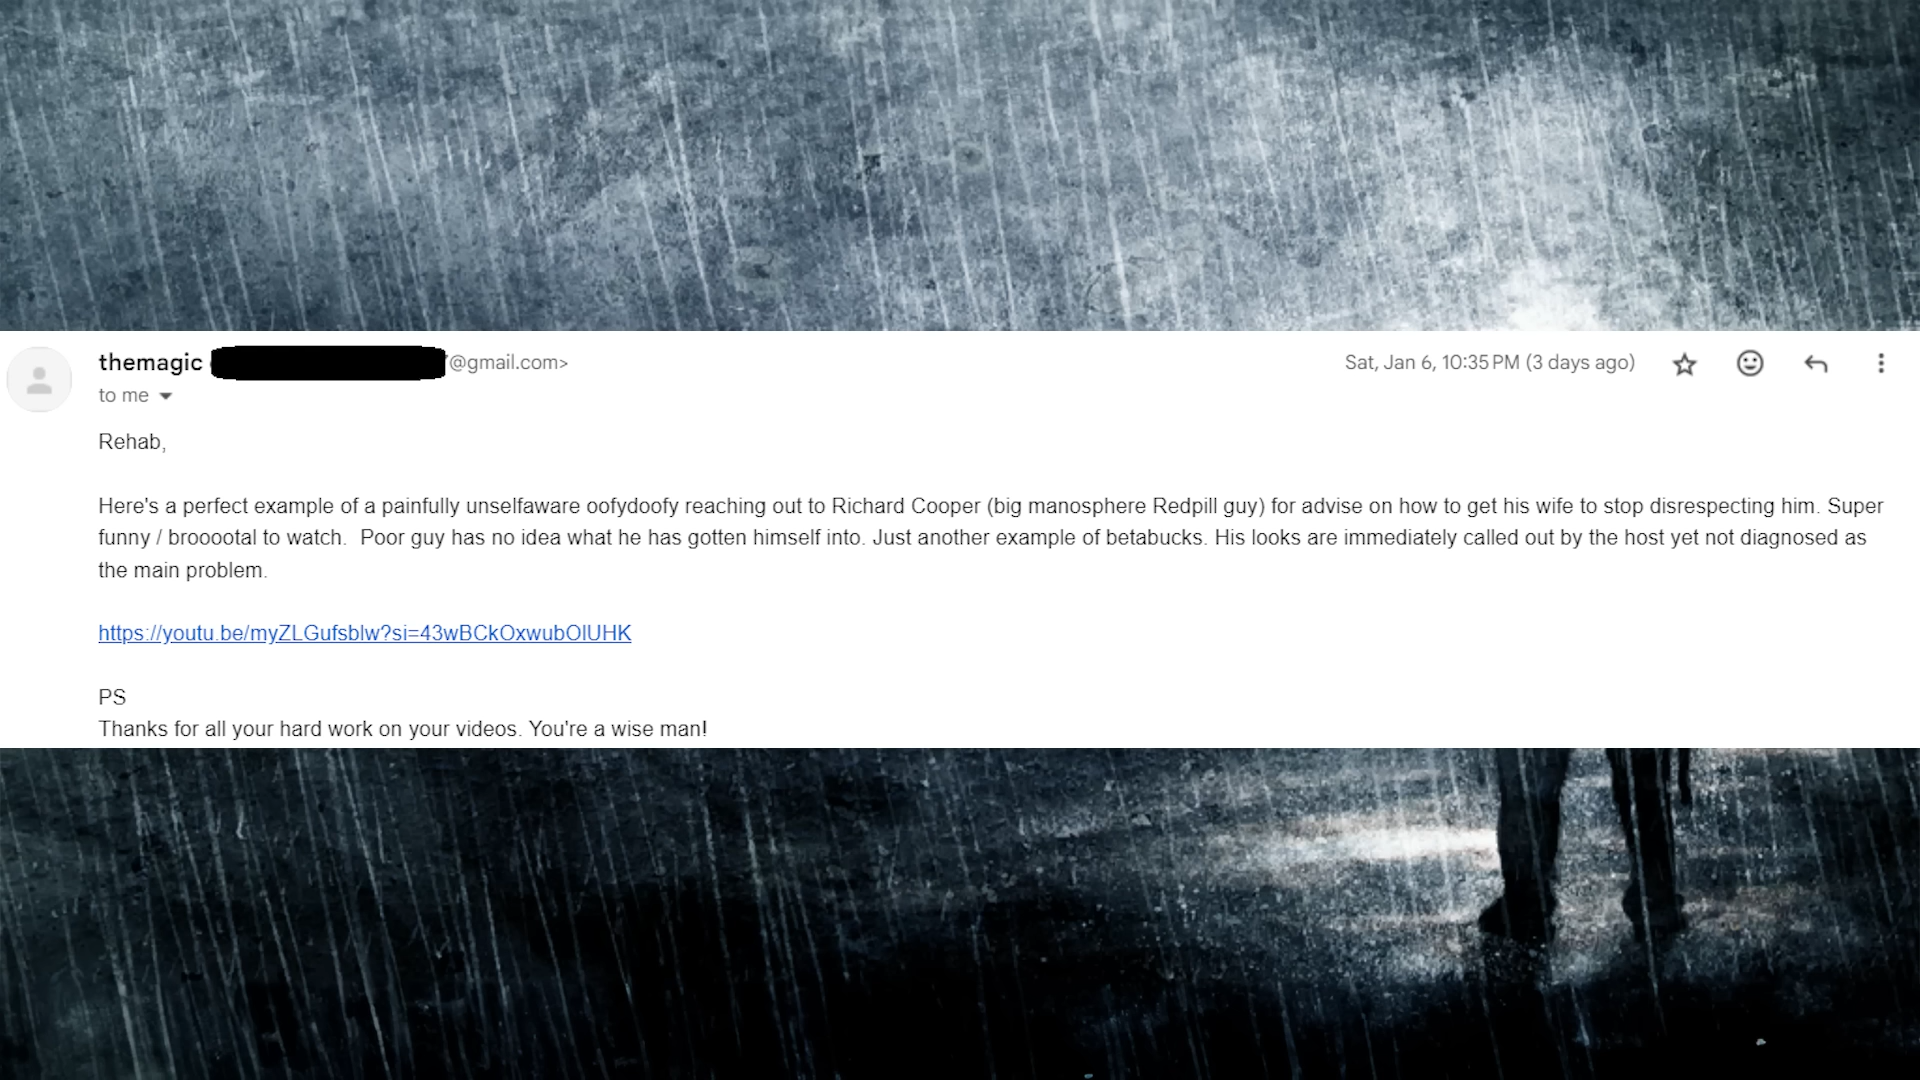 themagic @gmail.com> Sat, Jan 6, 10:35 PM (3 days ago)
to me
Rehab,
Here's a perfect example of a painfully unselfaware oofydoofy reaching out to Richard Cooper (big manosphere Redpill guy) for advise on how to get his wife to stop disrespecting him. Super
funny / brooootal to watch.  Poor guy has no idea what he has gotten himself into. Just another example of betabucks. His looks are immediately called out by the host yet not diagnosed as
the main problem.
https://youtu.be/myZLGufsblw?si=43wBCkOxwubOlUHK
PS
Thanks for all your hard work on your videos. You're a wise man!